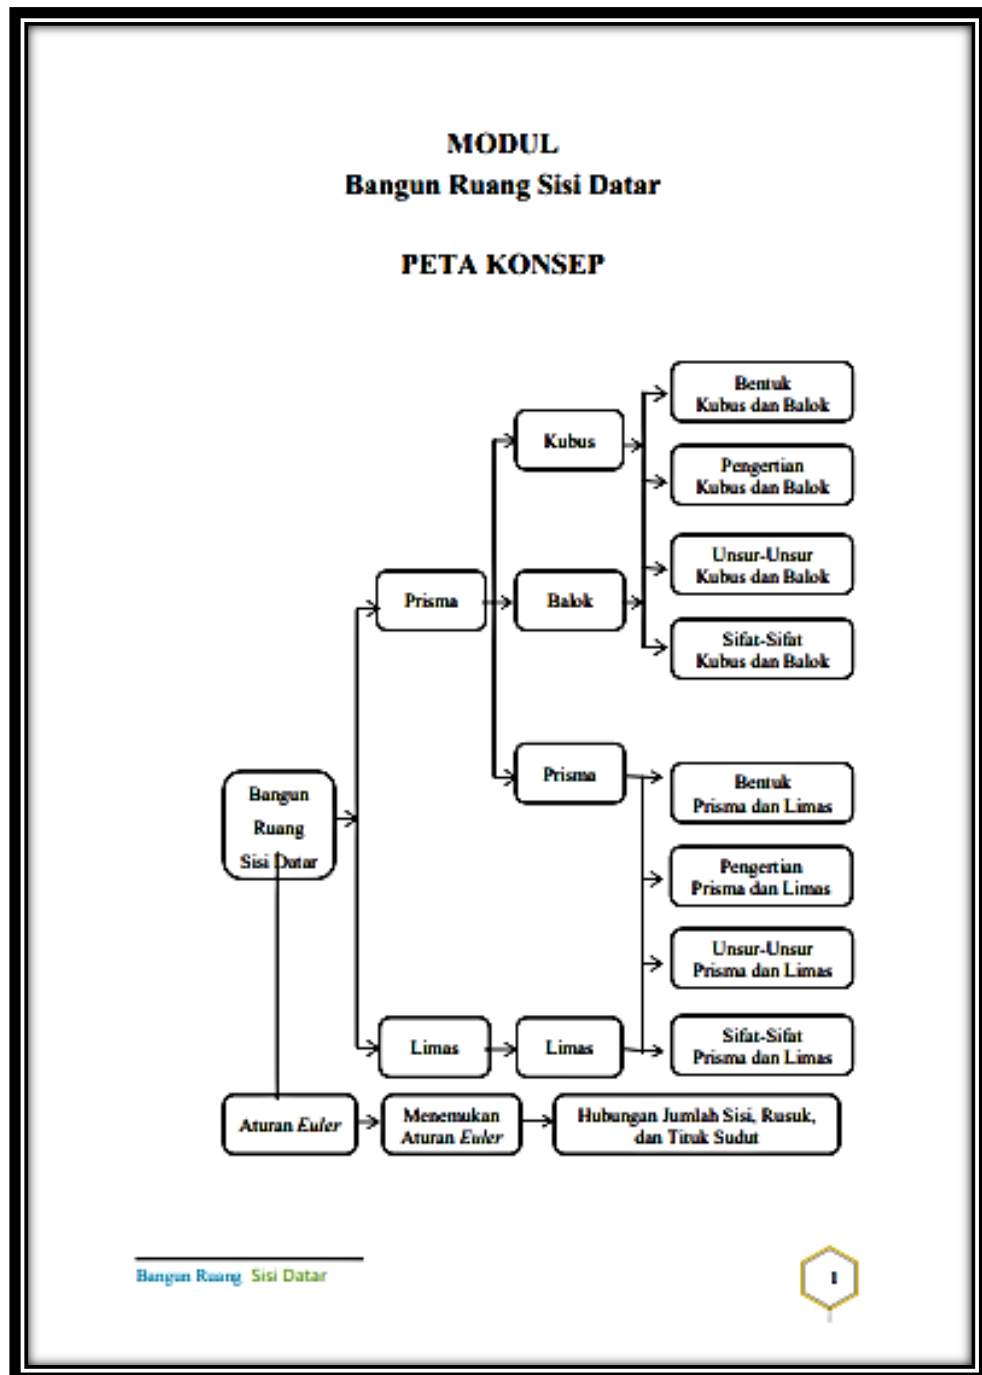 MODUL
Bangun Ruang Sisi Datar
PETA KONSEP
Bentuk
Kubus dan Balok
Kubus
Pengertian
Kubus dan Balok
Unsur-Unsur
Kubus dan Balok
Prisma
Balok
Sifat-Sifat
Kubus dan Balok
Prisma
Bentuk
Prisma dan Limas
Bangun
Ruang
Sisi Datar
Pengertian
Prisma dan Limas
Unsur-Unsur
Prisma dan Limas
Limas
Limas
Sifat-Sifat
Prisma dan Limas
Aturan Euler
Menemukan
Aturan Euler
Hubungan Jumlah Sisi, Rusuk,
dan Tituk Sudut
Bangun Ruang Sisi Datar
1